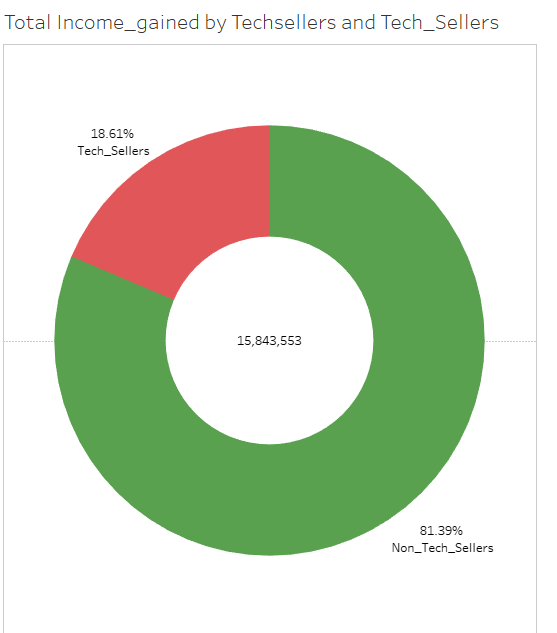 Total Income_gained by Techsellers and Tech_Sellers
18.61%
Tech_Sellers
15,843,553
81.39%
Non_Tech_Sellers